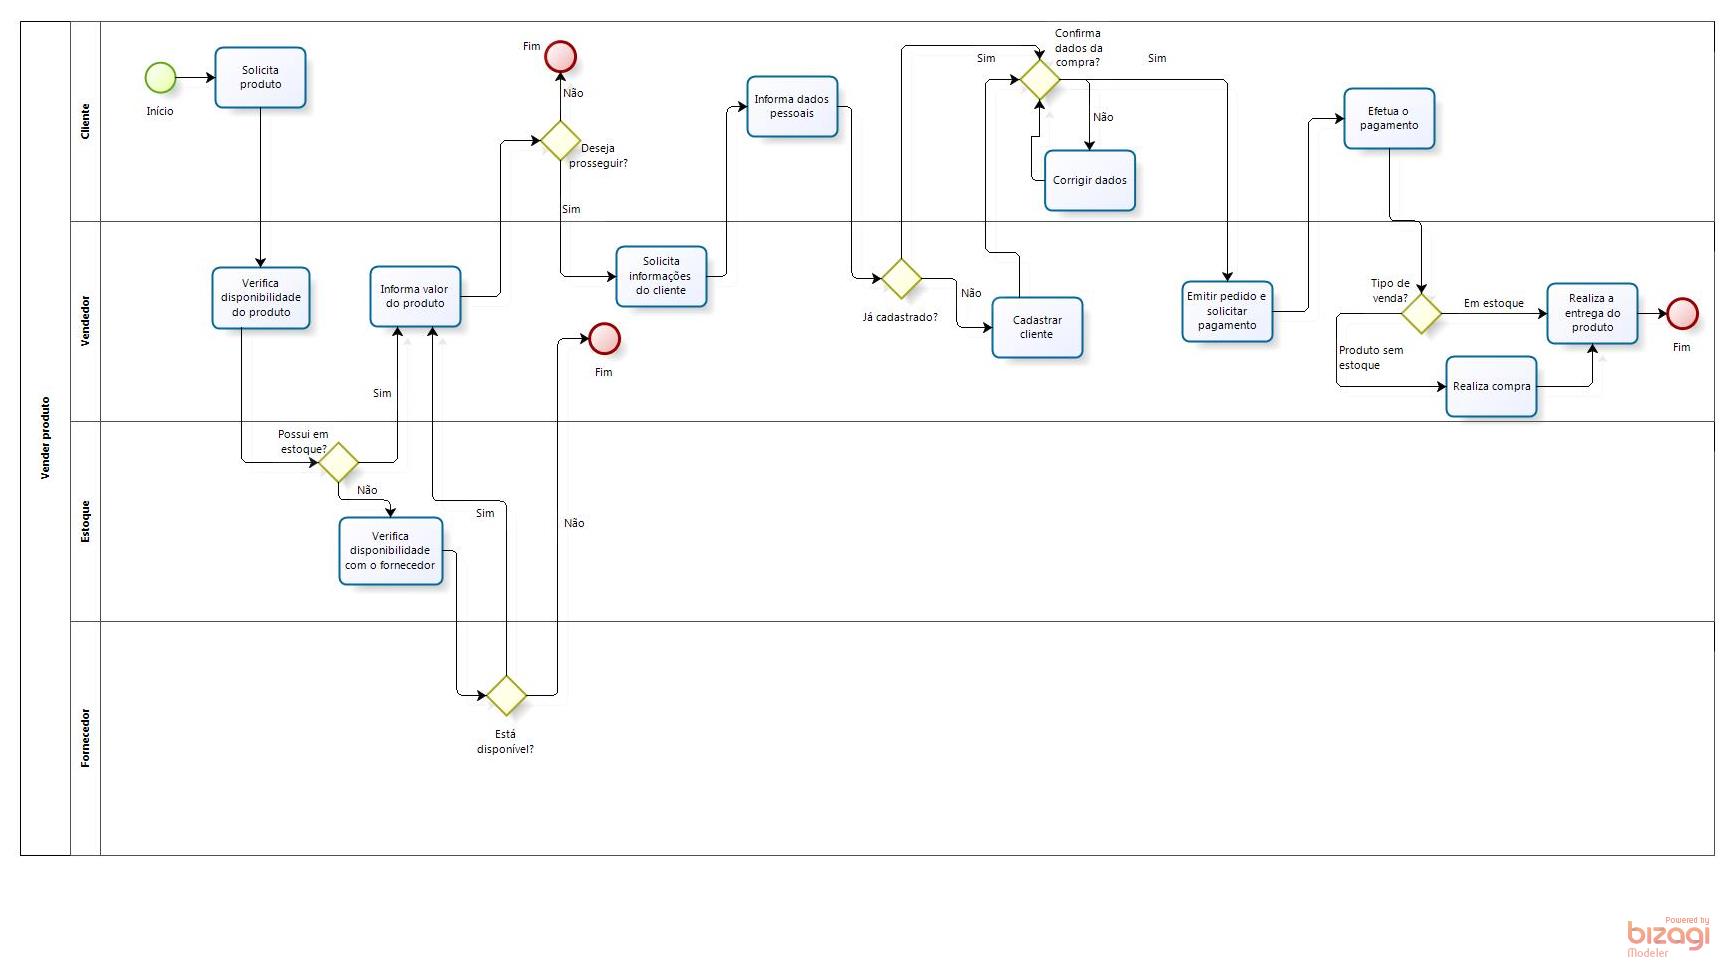 Vender produto
Cliente
Início
Solicita
produto
Fim
Não
Deseja
prosseguir?
Sim
Informa dados
pessoais
Confirma
dados da
compra?
Sim
Sim
Não
Corrigir dados
Efetua o
pagamento
Vendedor
Verifica
disponibilidade
do produto
Informa valor
do produto
Sim
Solicita
informações
do cliente
Fim
Já cadastrado?
Não
Cadastrar
cliente
Emitir pedido e
solicitar
pagamento
Tipo de
venda?
Em estoque
Produto sem
estoque
Realiza compra
Realiza a
entrega do
produto
Fim
Estoque
Possui em
estoque?
Não
Verifica
disponibilidade
com o fornecedor
Sim
Não
Fornecedor
Está
disponível?
Powered by
bizagi
Modeler